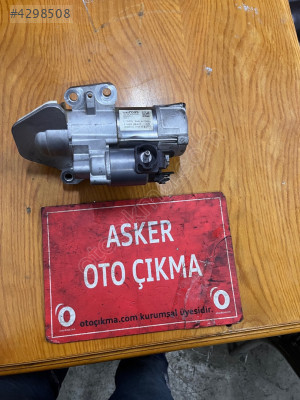 #4298508
ASKER
OTO ÇIKMA
otoçıkma.com kurumsal üyesidir.